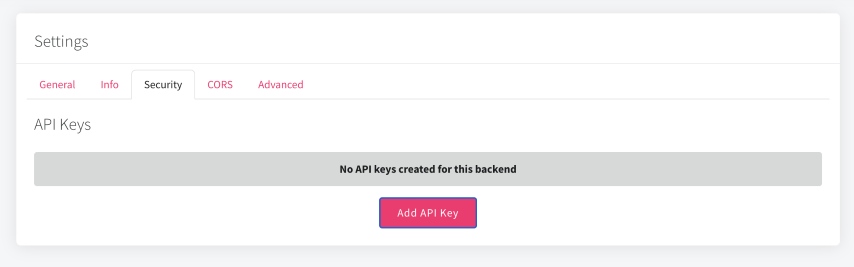 Settings
General Info Security CORS Advanced
API Keys
No API keys created for this backend
Add API Key